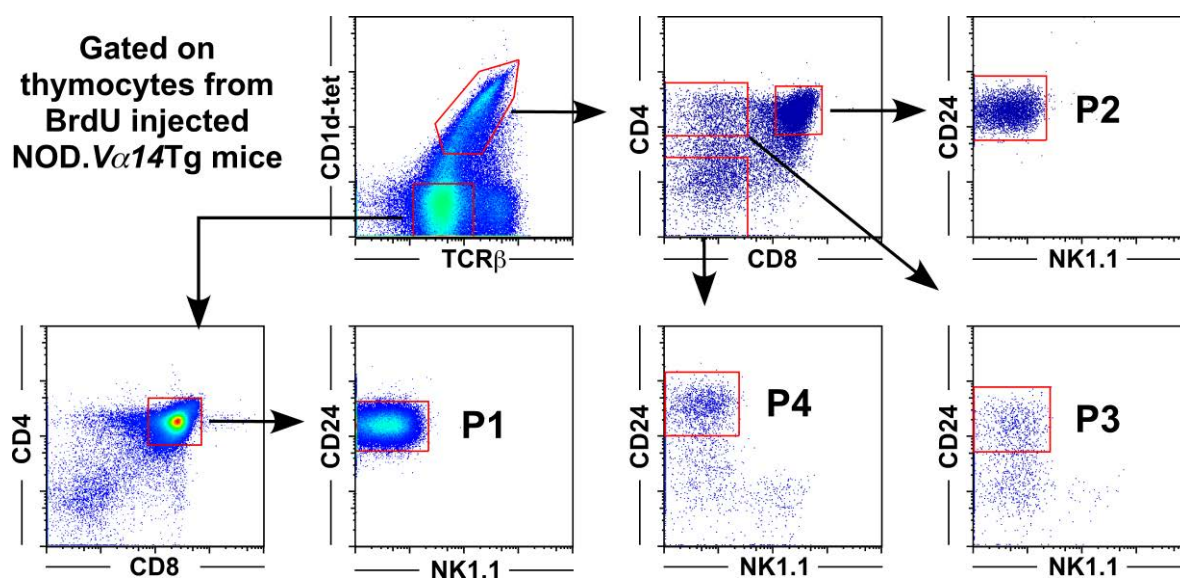 Gated on
thymocytes from
BrdU injected
NOD.Vα14Tg mice
CD1d-tet
TCRβ
CD4
CD8
CD24
NK1.1
P2
CD4
CD8
CD24
NK1.1
P1
CD24
NK1.1
P4
CD24
NK1.1
P3